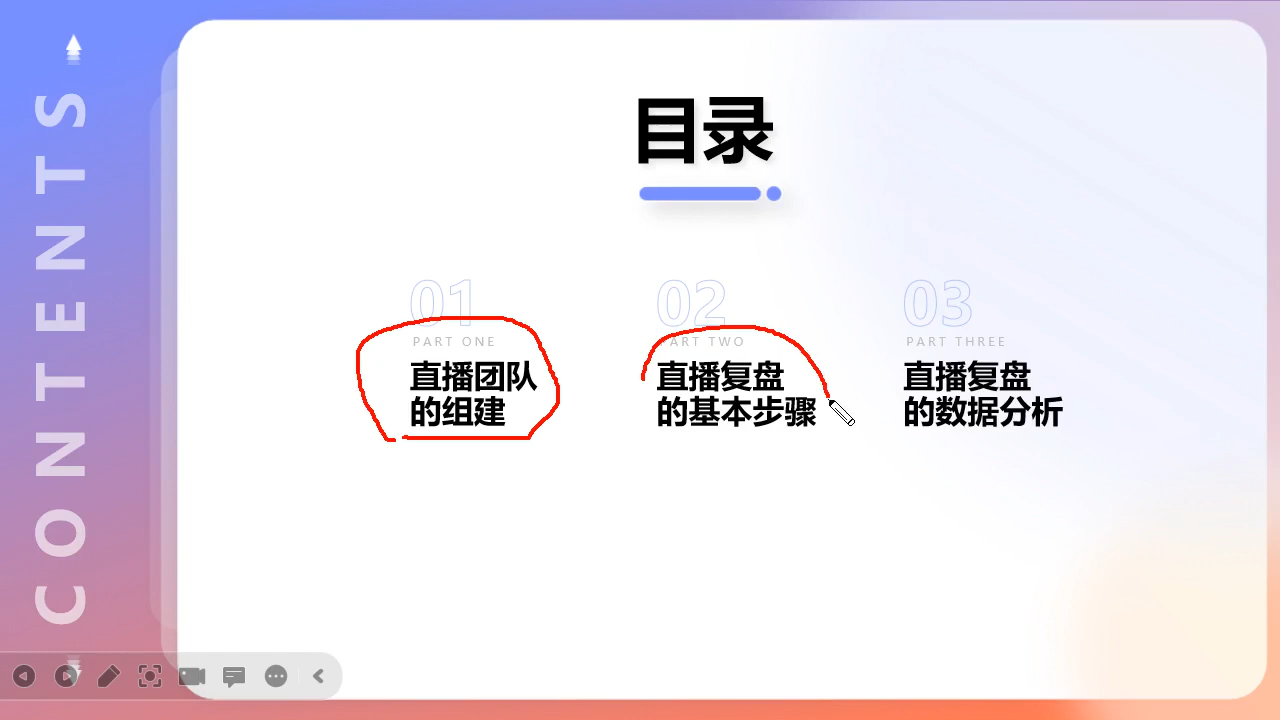 CONTENTS
目录
01
PART ONE
直播团队
的组建
02
PART TWO
直播复盘
的基本步骤
03
PART THREE
直播复盘
的数据分析